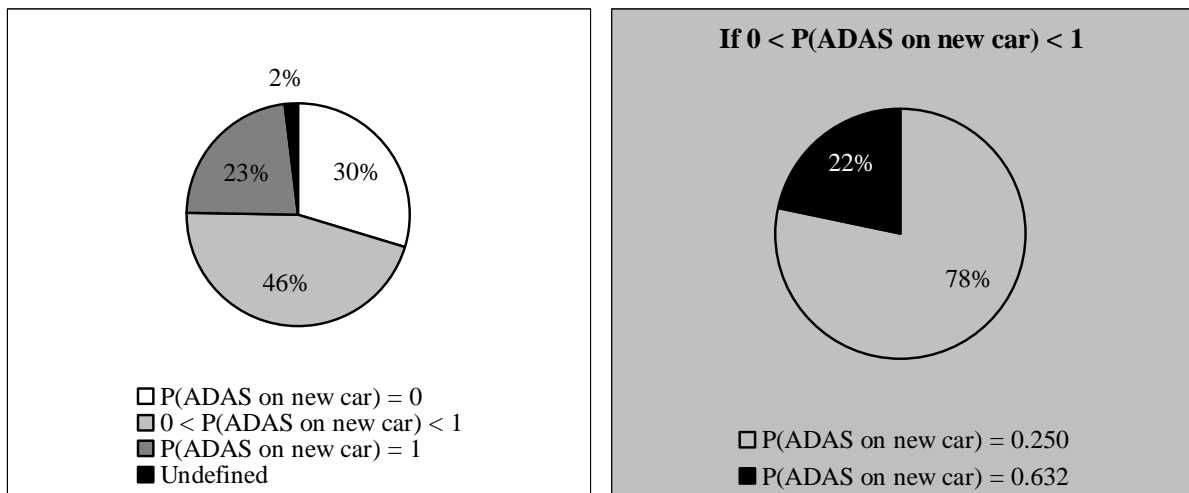 2%
23%
30%
46%
P(ADAS on new car) = 0
0 < P(ADAS on new car) < 1
P(ADAS on new car) = 1
Undefined
If 0 < P(ADAS on new car) < 1
22%
78%
P(ADAS on new car) = 0.250
P(ADAS on new car) = 0.632